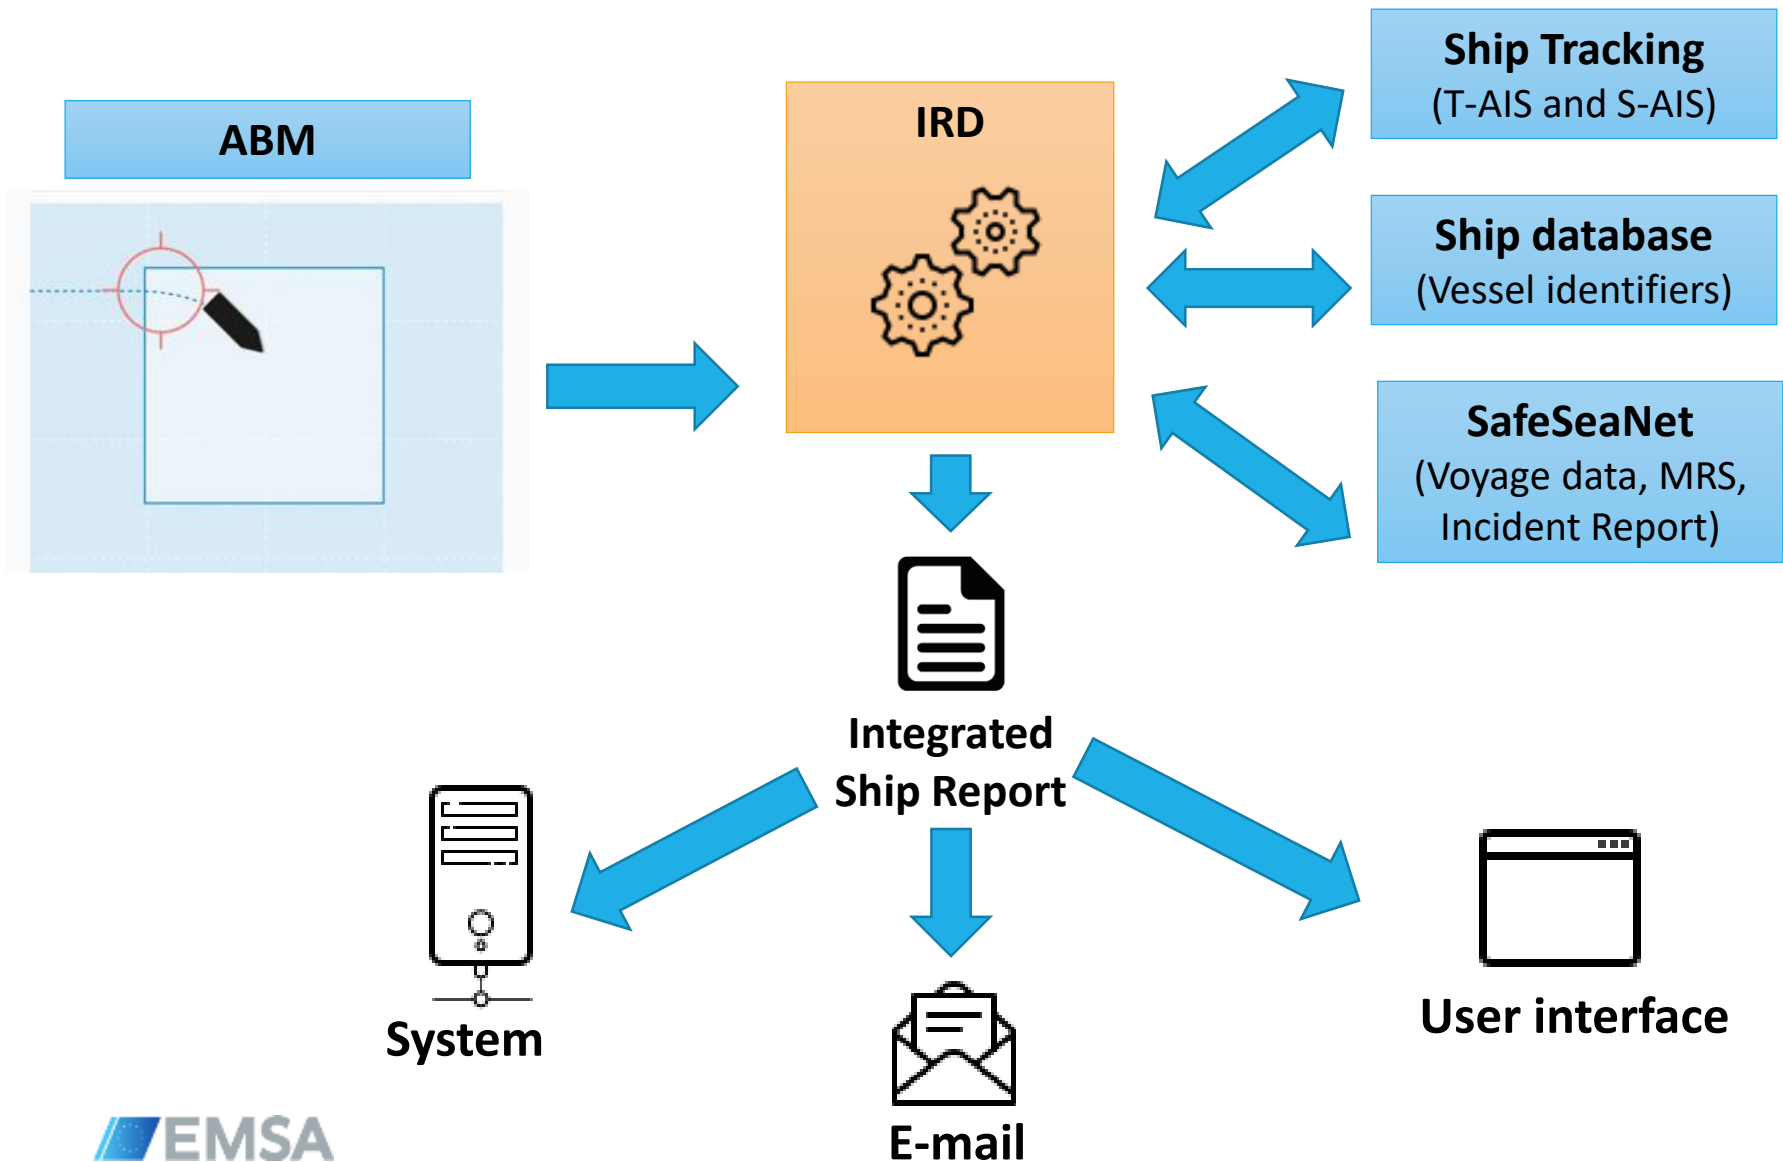 ABM
IRD
Ship Tracking
(T-AIS and S-AIS)
Ship database
(Vessel identifiers)
SafeSeaNet
(Voyage data, MRS,
Incident Report)
Integrated
Ship Report
System
E-mail
User interface
EMSA